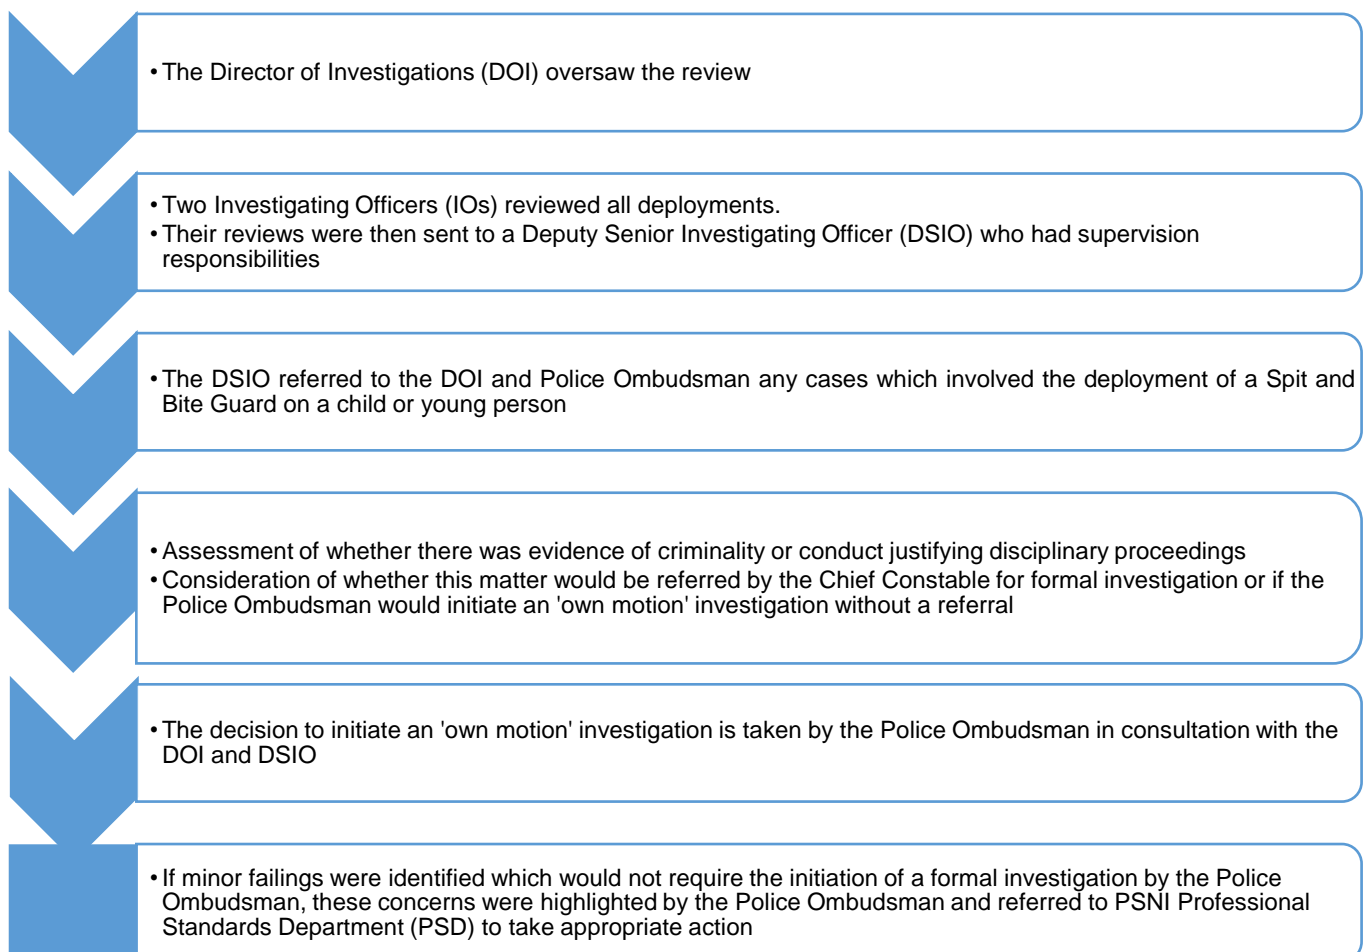 • The Director of Investigations (DOI) oversaw the review
• Two Investigating Officers (IOs) reviewed all deployments.
• Their reviews were then sent to a Deputy Senior Investigating Officer (DSIO) who had supervision
responsibilities
• The DSIO referred to the DOI and Police Ombudsman any cases which involved the deployment of a Spit and
Bite Guard on a child or young person
• Assessment of whether there was evidence of criminality or conduct justifying disciplinary proceedings
• Consideration of whether this matter would be referred by the Chief Constable for formal investigation or if the
Police Ombudsman would initiate an 'own motion' investigation without a referral
• The decision to initiate an 'own motion' investigation is taken by the Police Ombudsman in consultation with the
DOI and DSIO
• If minor failings were identified which would not require the initiation of a formal investigation by the Police
Ombudsman, these concerns were highlighted by the Police Ombudsman and referred to PSNI Professional
Standards Department (PSD) to take appropriate action